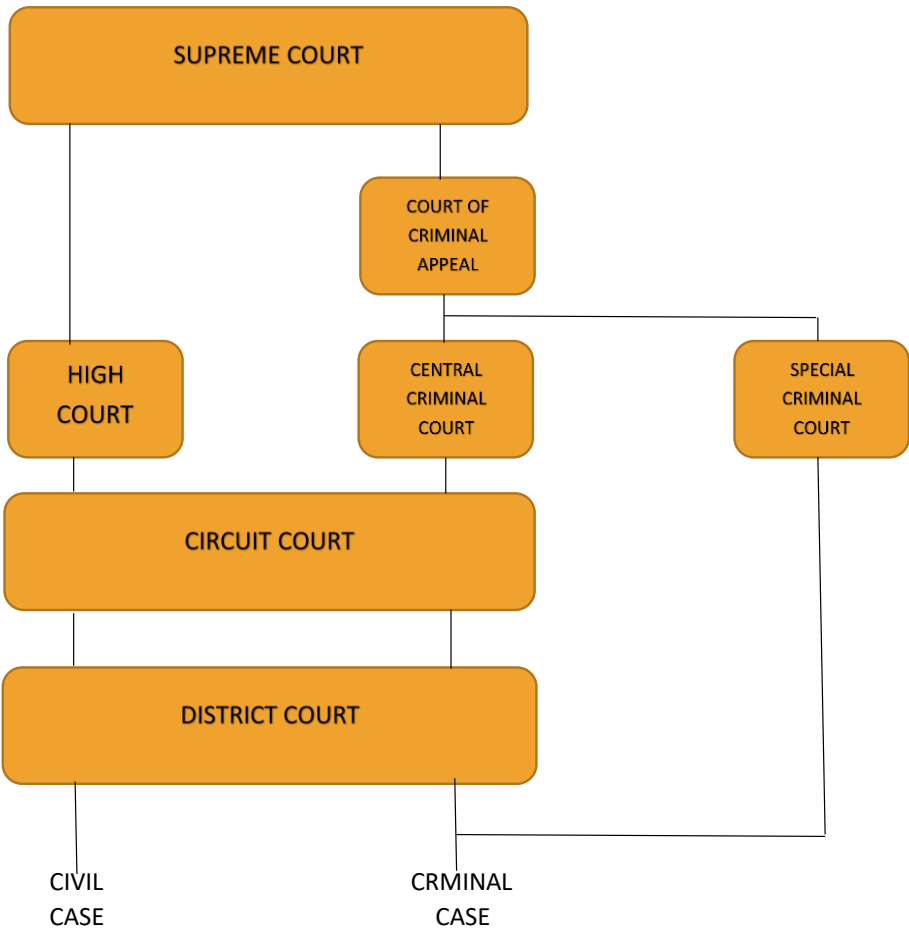 SUPREME COURT
COURT OF
CRIMINAL
APPEAL
HIGH
COURT
CENTRAL
CRIMINAL
COURT
SPECIAL
CRIMINAL
COURT
CIRCUIT COURT
DISTRICT COURT
CIVIL
CASE
CRMINAL
CASE